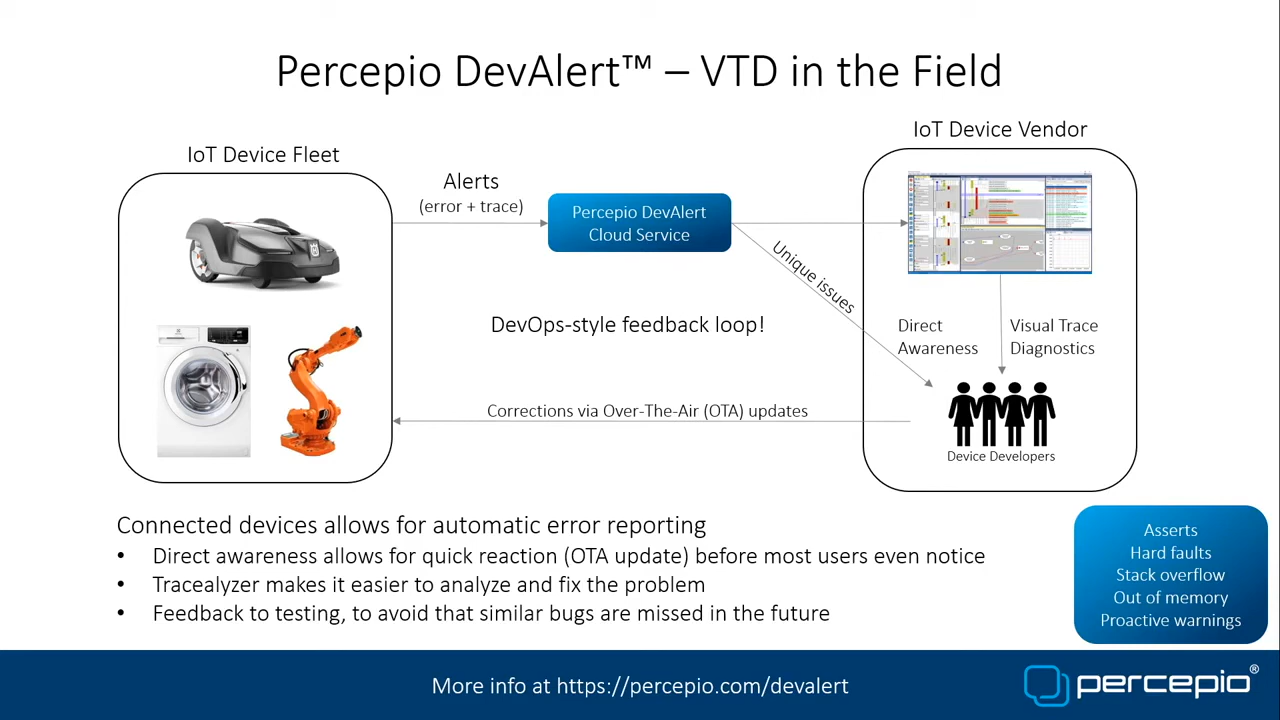 Percepio DevAlert™ – VTD in the Field
IoT Device Fleet
Alerts
(error + trace)
Percepio DevAlert
Cloud Service
IoT Device Vendor
Unique issues
DevOps-style feedback loop!
Direct
Awareness
Visual Trace
Diagnostics
Corrections via Over-The-Air (OTA) updates
Device Developers
Connected devices allows for automatic error reporting
• Direct awareness allows for quick reaction (OTA update) before most users even notice
• Tracealyzer makes it easier to analyze and fix the problem
• Feedback to testing, to avoid that similar bugs are missed in the future
Asserts
Hard faults
Stack overflow
Out of memory
Proactive warnings
More info at https://percepio.com/devalert
percepio®